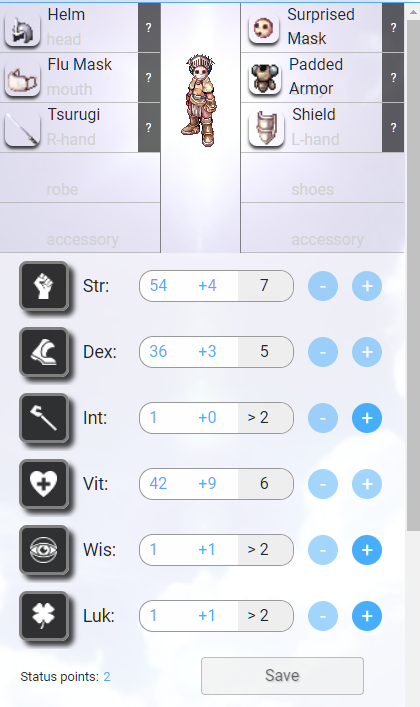 Helm
head
?
Surprised
Mask
?
Flu Mask
mouth
?
Padded
Armor
?
Tsurugi
R-hand
?
Shield
L-hand
?
robe
shoes
accessory
accessory
Str: 54 +4 7 - +
Dex: 36 +3 5 - +
Int: 1 +0 > 2 - +
Vit: 42 +9 6 - +
Wis: 1 +1 > 2 - +
Luk: 1 +1 > 2 - +
Status points: 2
Save